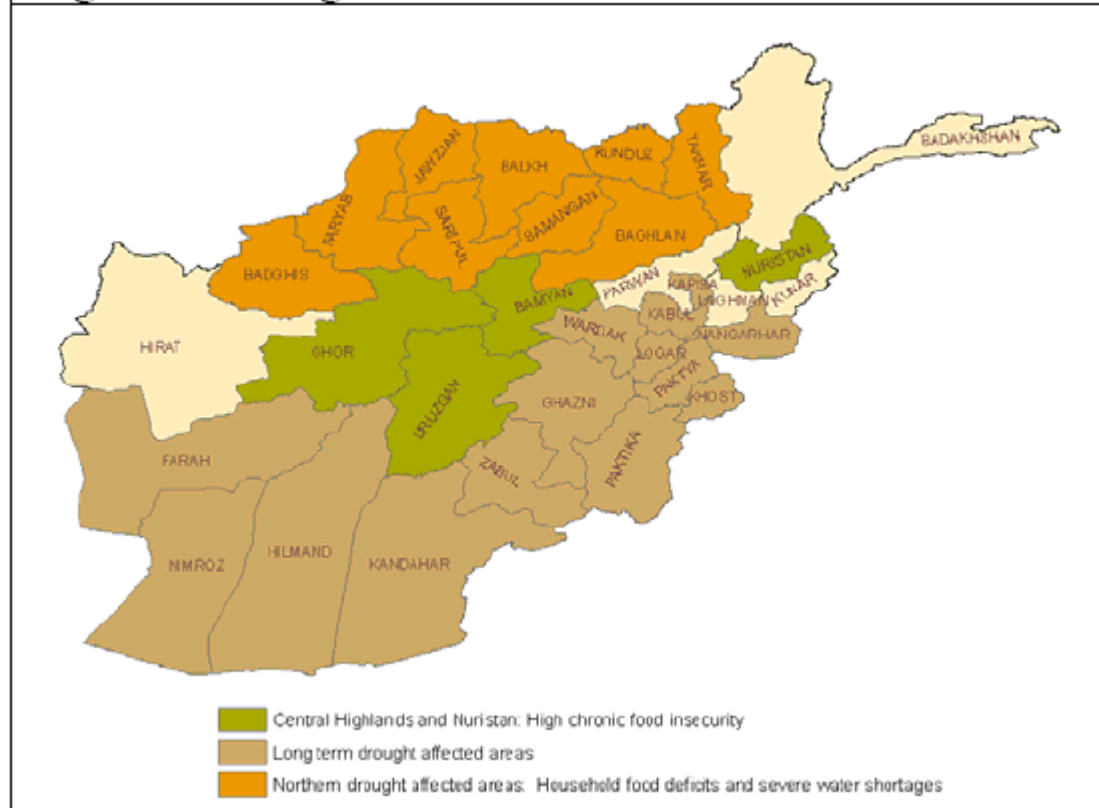 JAWZJAN
BALKH
KUNDUZ
TAKHAR
BADAKHSHAN
FARYAB
SARI PUL
SAMANGAN
BAGHLAN
BADGHIS
NURISTAN
PARWAN
KAPISA
LAGHMAN
KUNAR
BAMYAN
KABUL
WARDAK
NANGARHAR
HIRAT
GHOR
LOGAR
PAKTYA
KHOST
URUZGAN
GHAZNI
FARAH
ZABUL
PAKTIKA
NIMROZ
HILMAND
KANDAHAR
Central Highlands and Nuristan: High chronic food insecurity
Long term drought affected areas
Northern drought affected areas: Household food deficits and severe water shortages